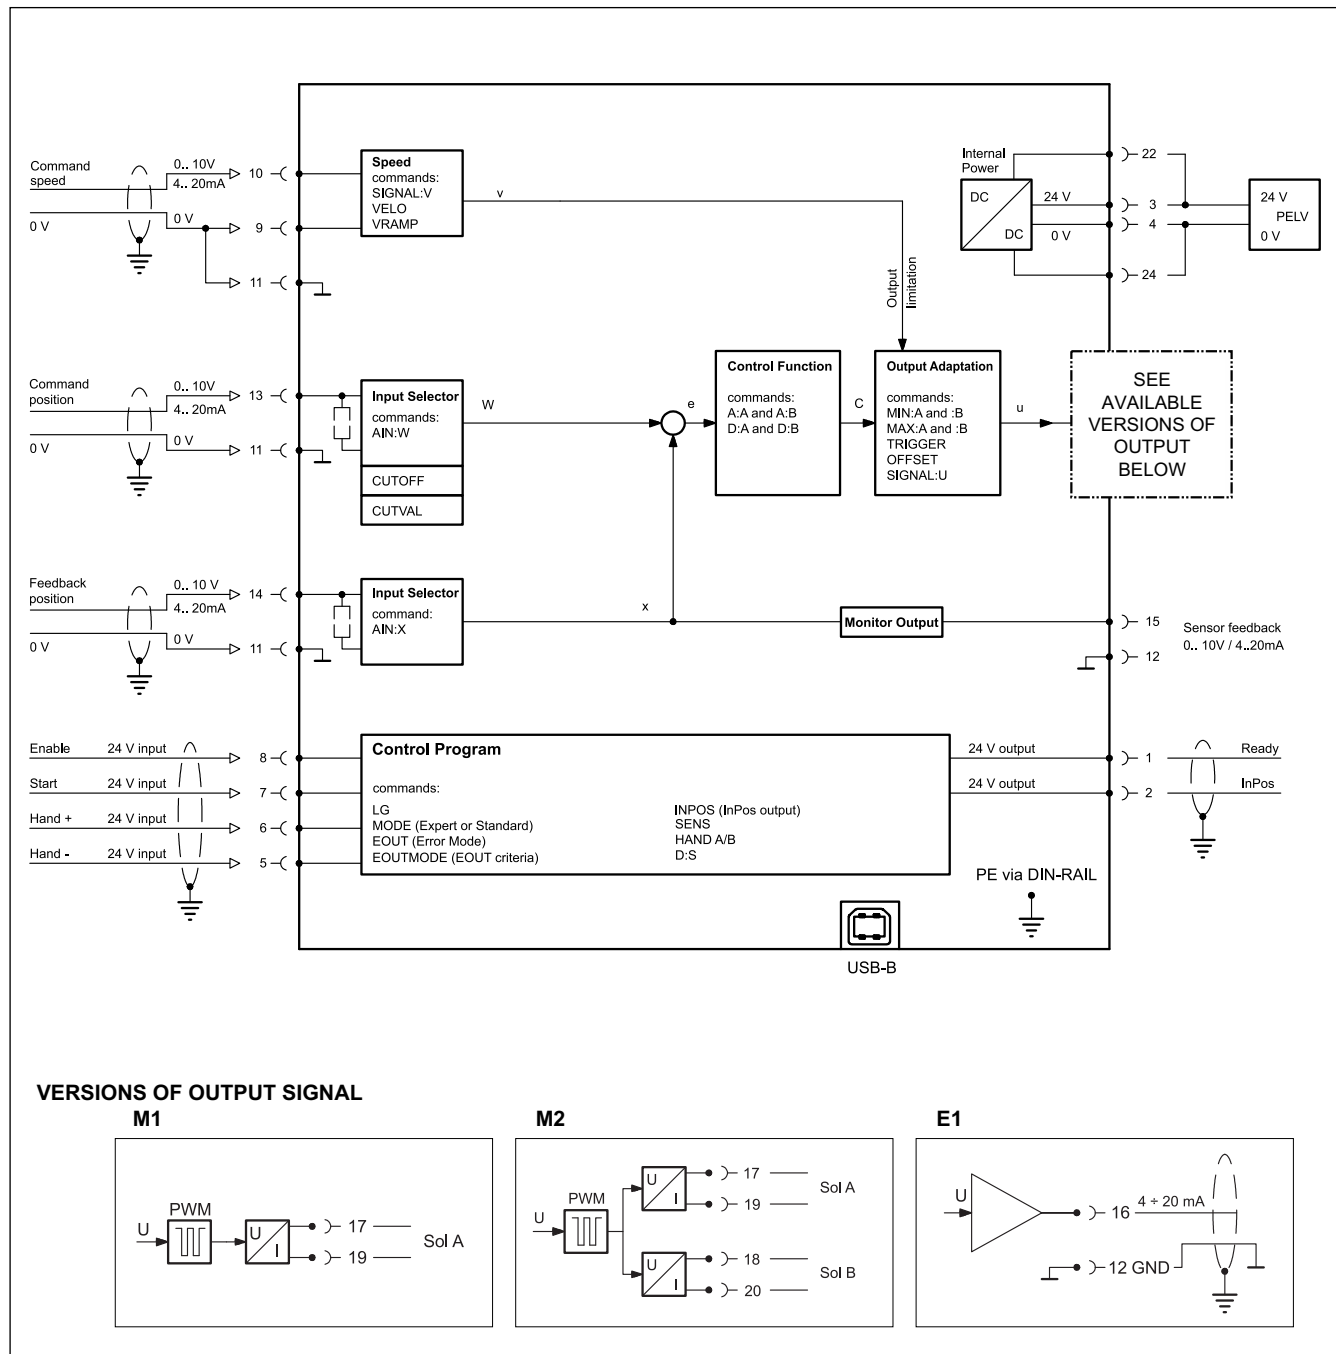 Command
speed
0.. 10V
4.. 20mA
10
0 V
0 V
9
11
Speed
commands:
SIGNAL:V
VELO
VRAMP
v
Output
limitation
Internal
Power
DC
DC
24 V
0 V
22
3
4
24
24 V
PELV
0 V
Command
position
0.. 10V
4.. 20mA
13
0 V
0 V
11
Input Selector
commands:
AIN:W
CUTOFF
CUTVAL
W
e
Control Function
commands:
A:A and A:B
D:A and D:B
C
Output Adaptation
commands:
MIN:A and :B
MAX:A and :B
TRIGGER
OFFSET
SIGNAL:U
u
SEE
AVAILABLE
VERSIONS OF
OUTPUT
BELOW
Feedback
position
0.. 10 V
4.. 20mA
14
0 V
0 V
11
Input Selector
command:
AIN:X
x
Monitor Output
15
12
Sensor feedback
0.. 10V / 4..20mA
Enable 24 V input 8
Start 24 V input 7
Hand + 24 V input 6
Hand - 24 V input 5
Control Program
commands:
LG
MODE (Expert or Standard)
EOUT (Error Mode)
EOUTMODE (EOUT criteria)
INPOS (InPos output)
SENS
HAND A/B
D:S
24 V output 1 Ready
24 V output 2 InPos
PE via DIN-RAIL
USB-B
VERSIONS OF OUTPUT SIGNAL
M1
U
PWM
U
I
17
19
Sol A
M2
U
PWM
U
I
17
19
Sol A
U
I
18
20
Sol B
E1
U
16
4 ÷ 20 mA
12 GND